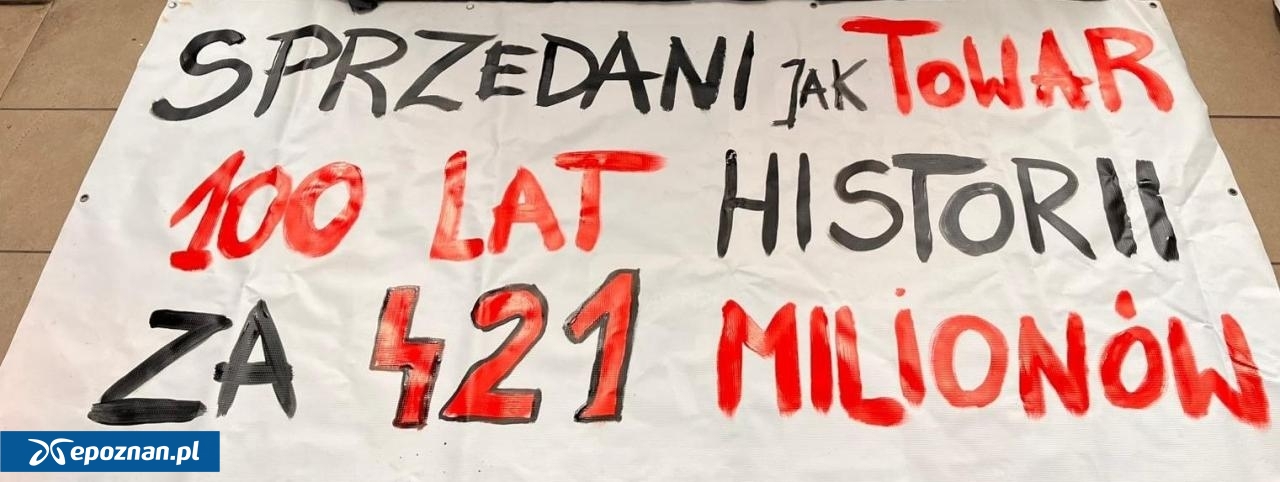 SPRZEDANI JAK TOWAR
100 LAT HISTORII
ZA 421 MILIONÓW
epoznan.pl